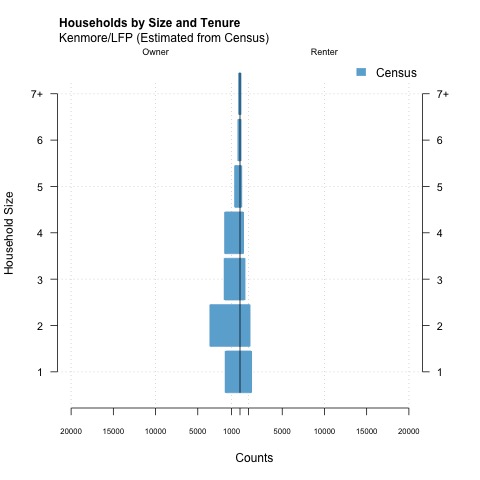 Households by Size and Tenure
Kenmore/LFP (Estimated from Census)
Owner Renter
Census
7+ 7+
6 6
5 5
4 4
3 3
2 2
1 1
Household Size
20000 15000 10000 5000 1000 5000 10000 15000 20000
Counts